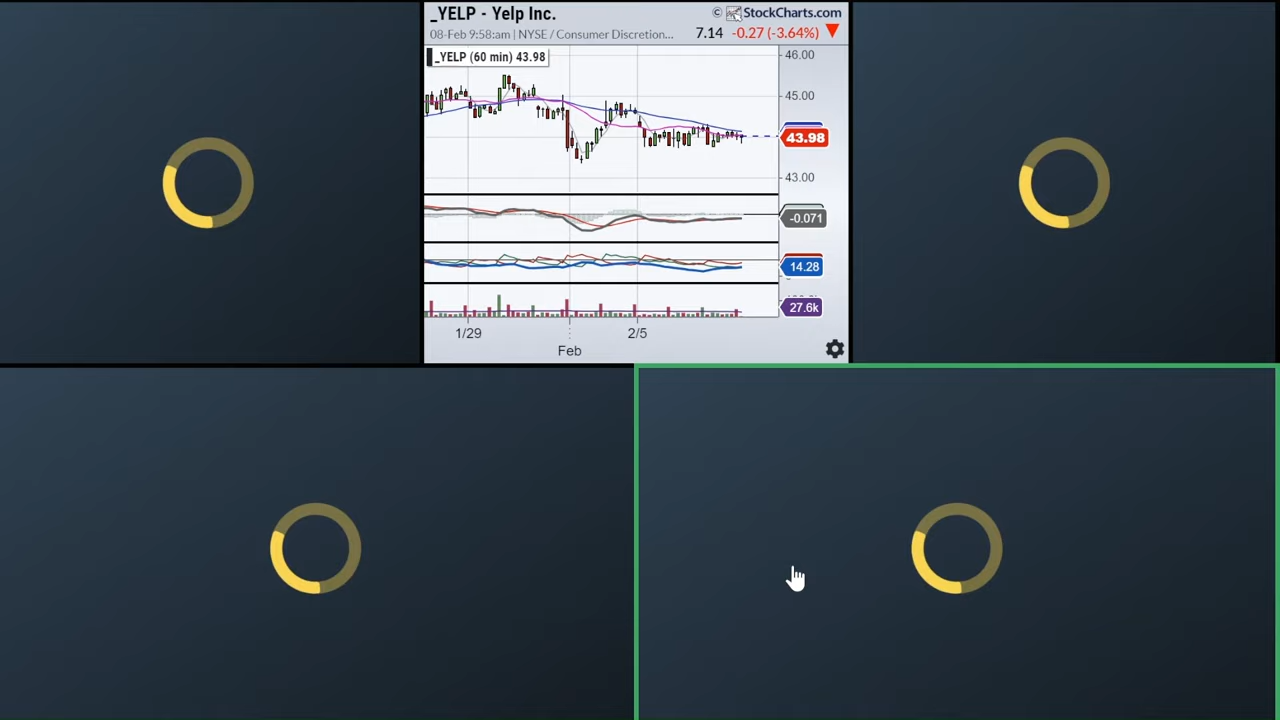 _YELP - Yelp Inc.
© StockCharts.com
08-Feb 9:58:am | NYSE / Consumer Discretion...
7.14 -0.27 (-3.64%)
_YELP (60 min) 43.98
46.00
45.00
43.98
43.00
-0.071
14.28
27.6k
1/29
2/5
Feb